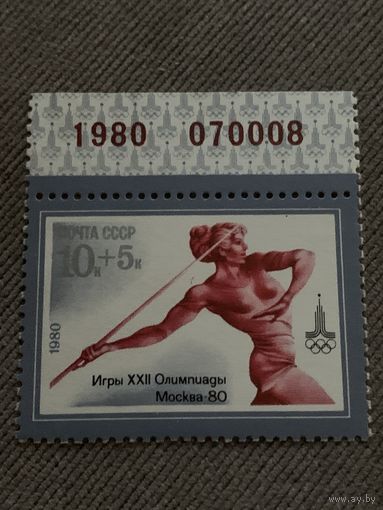 1980 070008
ПОЧТА СССР
10к+5к
1980
Игры XXII Олимпиады
Москва-80
www.ay.by